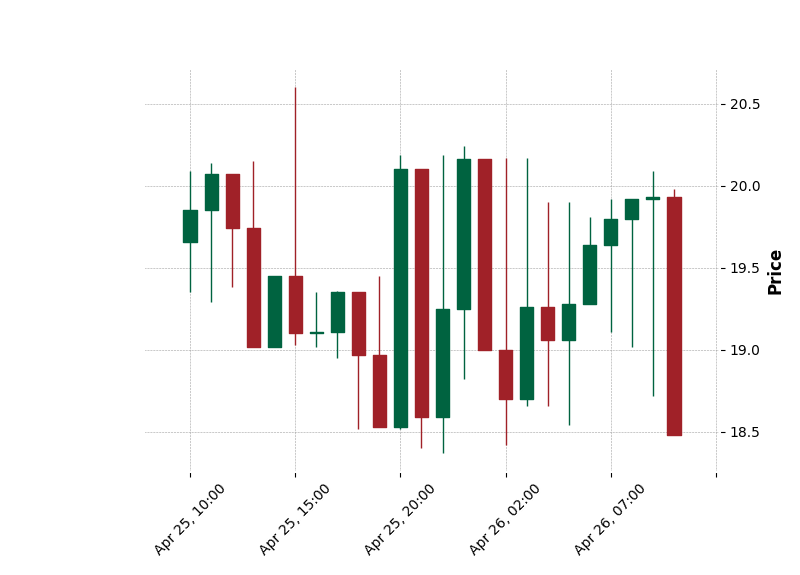 20.5
20.0
19.5
19.0
18.5
Price
Apr 25, 10:00
Apr 25, 15:00
Apr 25, 20:00
Apr 26, 02:00
Apr 26, 07:00